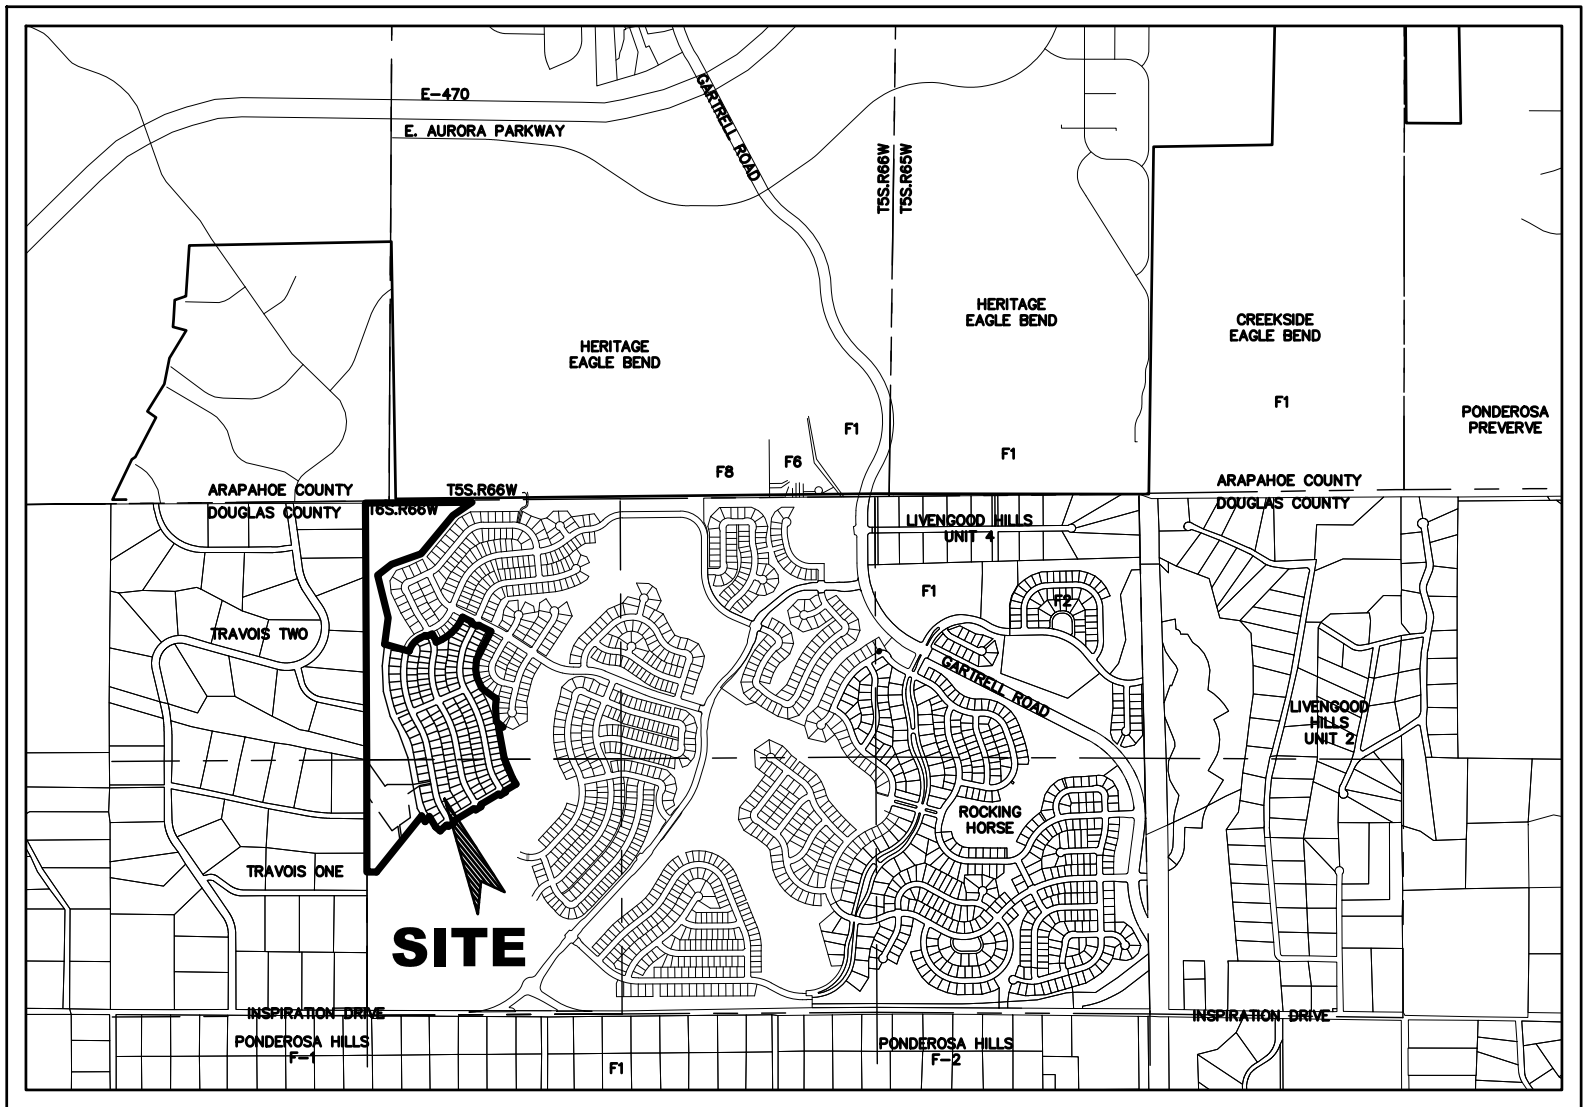 E-470
E. AURORA PARKWAY
GARTRELL ROAD
T5S.R66W
T5S.R65W
HERITAGE
EAGLE BEND
HERITAGE
EAGLE BEND
CREEKSIDE
EAGLE BEND
F1
PONDEROSA
PREVERVE
F1
F1
F6
F8
ARAPAHOE COUNTY
DOUGLAS COUNTY
T5S.R66W
T6S.R66W
ARAPAHOE COUNTY
DOUGLAS COUNTY
LIVENGOOD HILLS
UNIT 4
F1
F2
TRAVOIS TWO
GARTRELL ROAD
LIVENGOOD
HILLS
UNIT 2
ROCKING
HORSE
TRAVOIS ONE
SITE
INSPIRATION DRIVE
INSPIRATION DRIVE
PONDEROSA HILLS
F-1
F1
PONDEROSA HILLS
F-2